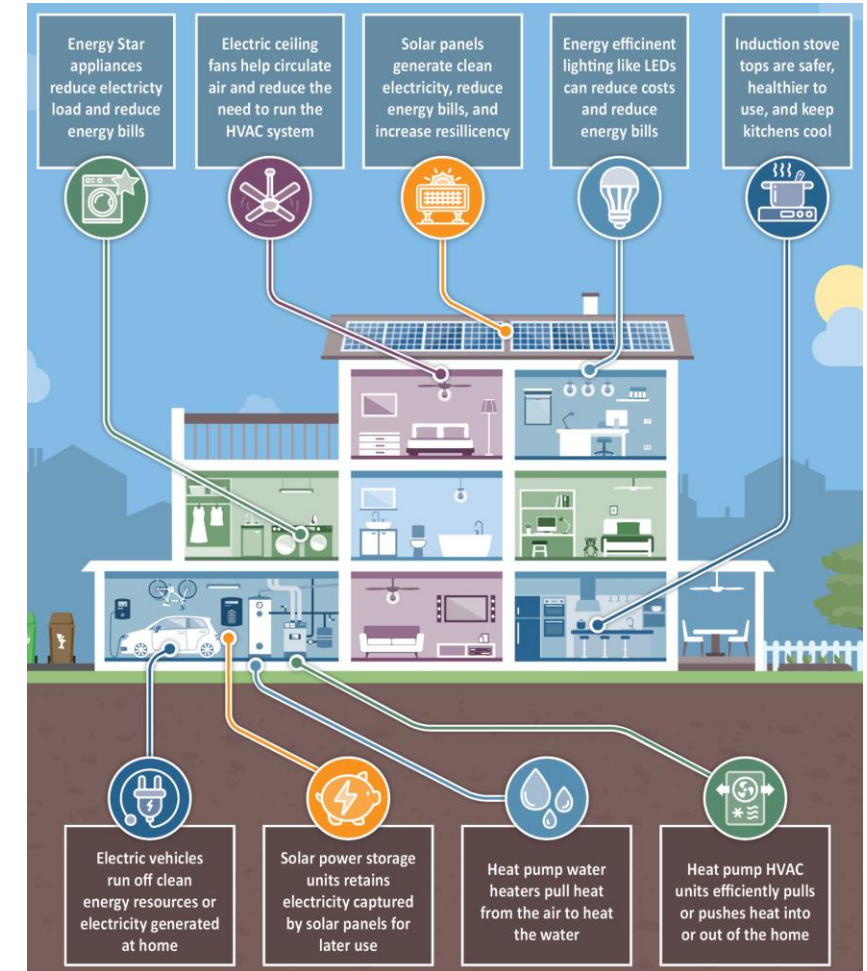 Energy Star
appliances
reduce electricty
load and reduce
energy bills
Electric ceiling
fans help circulate
air and reduce the
need to run the
HVAC system
Solar panels
generate clean
electricity, reduce
energy bills, and
increase resillicency
Energy efficinent
lighting like LEDs
can reduce costs
and reduce
energy bills
Induction stove
tops are safer,
healthier to
use, and keep
kitchens cool
Electric vehicles
run off clean
energy resources or
electricity generated
at home
Solar power storage
units retains
electricity captured
by solar panels for
later use
Heat pump water
heaters pull heat
from the air to heat
the water
Heat pump HVAC
units efficiently pulls
or pushes heat into
or out of the home